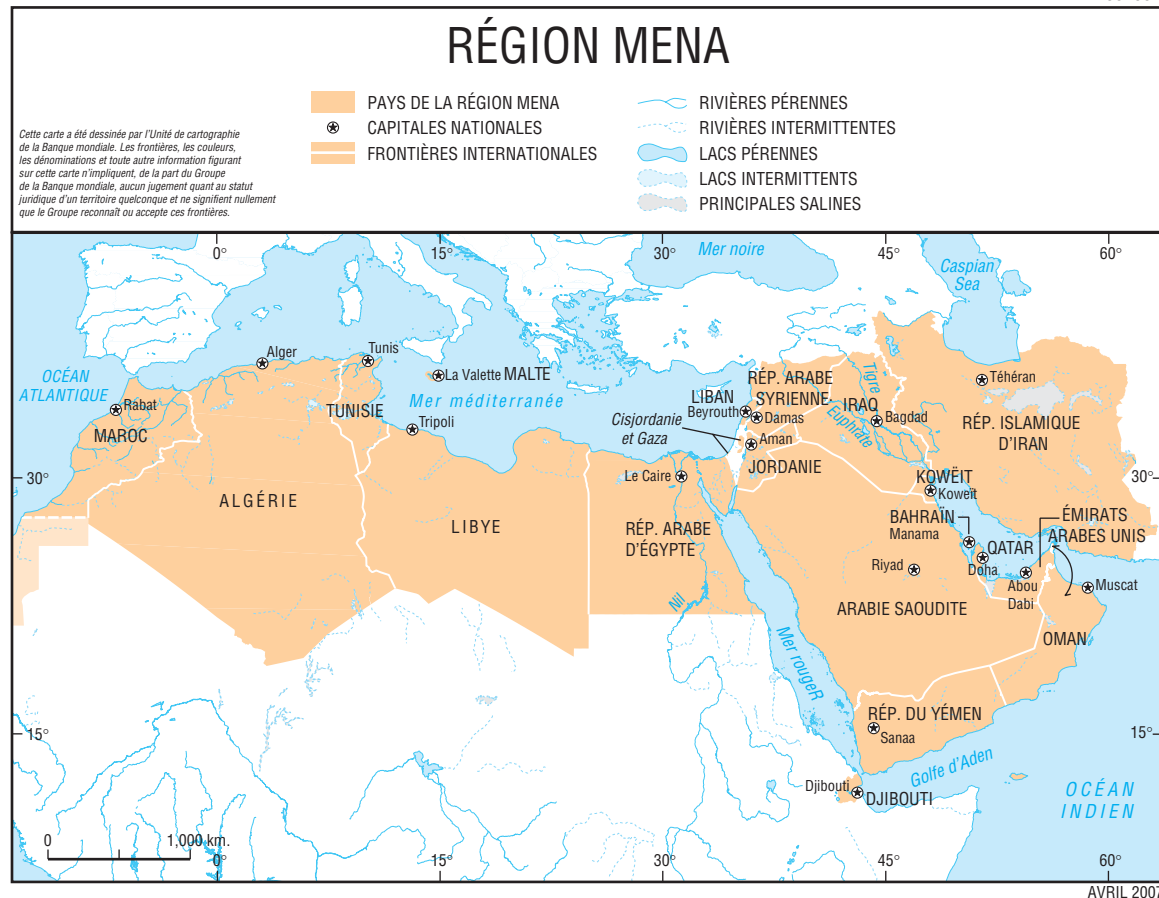 RÉGION MENA
PAYS DE LA RÉGION MENA
CAPITALES NATIONALES
FRONTIÈRES INTERNATIONALES
RIVIÈRES PÉRENNES
RIVIÈRES INTERMITTENTES
LACS PÉRENNES
LACS INTERMITTENTS
PRINCIPALES SALINES
Cette carte a été dessinée par l'Unité de cartographie
de la Banque mondiale. Les frontières, les couleurs,
les dénominations et toute autre information figurant
sur cette carte n'impliquent, de la part du Groupe
de la Banque mondiale, aucun jugement quant au statut
juridique d'un territoire quelconque et ne signifient nullement
que le Groupe reconnaît ou accepte ces frontières.
0°
15°
30°
45°
60°
Mer noire
Caspian
Sea
OCÉAN
ATLANTIQUE
Alger
Tunis
La Valette MALTE
Mer méditerranée
Rabat
MAROC
TUNISIE
Tripoli
LIBAN
Beyrouth
RÉP. ARABE
SYRIENNE
Damas
Cisjordanie
et Gaza
Aman
JORDANIE
Tigre
Euphrate
IRAQ
Bagdad
Téhéran
RÉP. ISLAMIQUE
D'IRAN
30°
30°
ALGÉRIE
LIBYE
Le Caire
RÉP. ARABE
D'ÉGYPTE
Nil
KOWËIT
Koweït
BAHRAÏN
Manama
QATAR
Doha
ÉMIRATS
ARABES UNIS
Abou
Dabi
Riyad
ARABIE SAOUDITE
Muscat
OMAN
Mer rougeR
RÉP. DU YÉMEN
Sanaa
Golfe d'Aden
Djibouti
DJIBOUTI
OCÉAN
INDIEN
15°
15°
0
1,000 km.
0°
15°
30°
45°
60°
AVRIL 2007